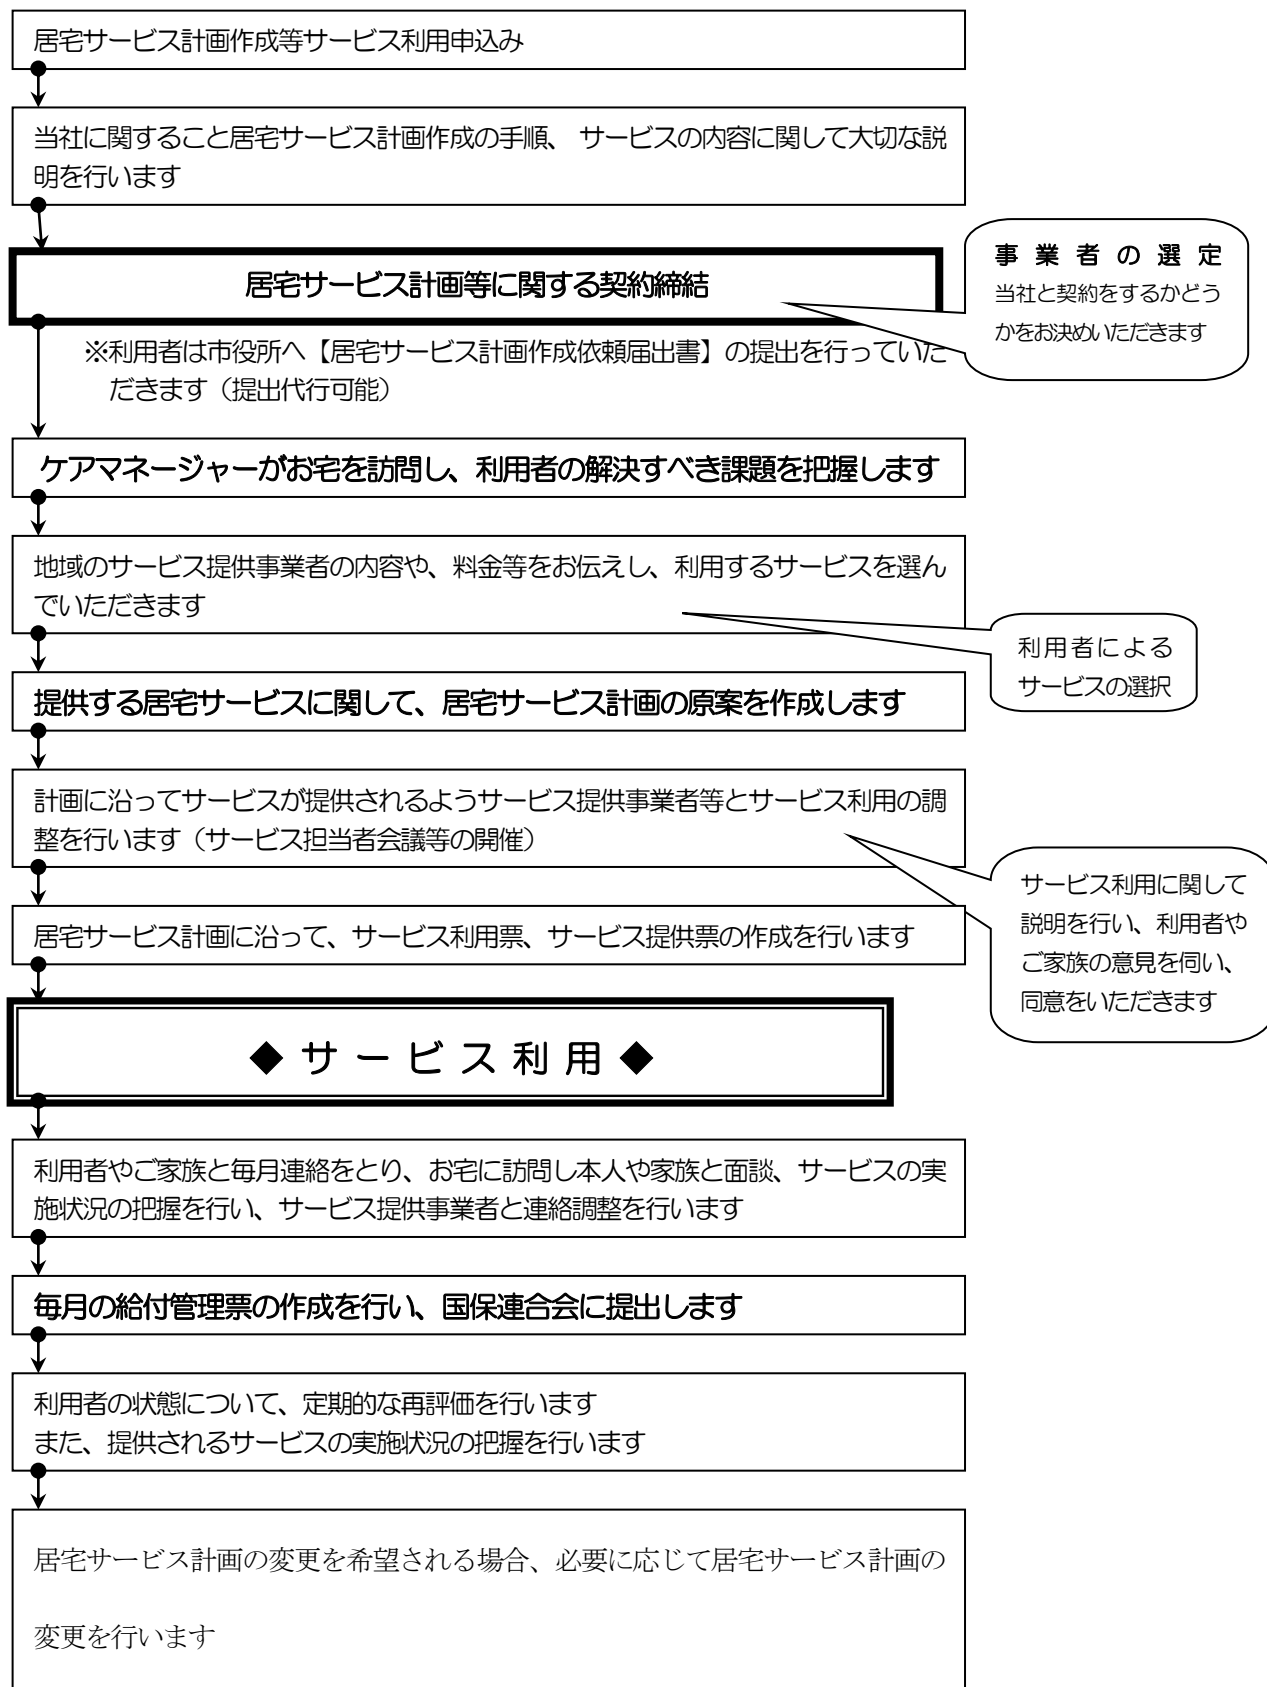 居宅サービス計画作成等サービス利用申込み
当社に関すること居宅サービス計画作成の手順、 サービスの内容に関して大切な説
明を行います
居宅サービス計画等に関する契約締結
事業者の選定
当社と契約をするかどう
かをお決めいただきます
※利用者は市役所へ【居宅サービス計画作成依頼届出書】の提出を行っていた
だきます（提出代行可能）
ケアマネージャーがお宅を訪問し、利用者の解決すべき課題を把握します
地域のサービス提供事業者の内容や、料金等をお伝えし、利用するサービスを選ん
でいただきます
利用者による
サービスの選択
提供する居宅サービスに関して、居宅サービス計画の原案を作成します
計画に沿ってサービスが提供されるようサービス提供事業者等とサービス利用の調
整を行います（サービス担当者会議等の開催）
サービス利用に関して
説明を行い、利用者や
ご家族の意見を伺い、
同意をいただきます
居宅サービス計画に沿って、サービス利用票、サービス提供票の作成を行います
◆サービス利用◆
利用者やご家族と毎月連絡をとり、お宅に訪問し本人や家族と面談、サービスの実
施状況の把握を行い、サービス提供事業者と連絡調整を行います
毎月の給付管理票の作成を行い、国保連合会に提出します
利用者の状態について、定期的な再評価を行います
また、提供されるサービスの実施状況の把握を行います
居宅サービス計画の変更を希望される場合、必要に応じて居宅サービス計画の
変更を行います